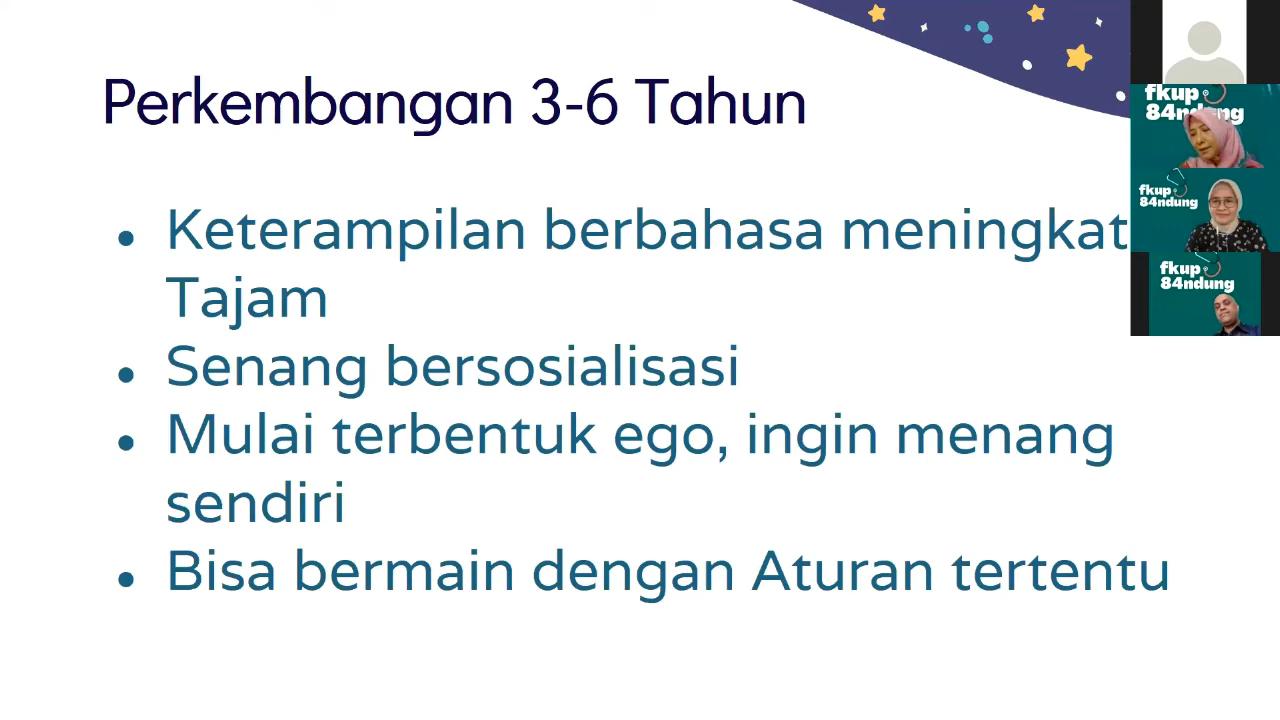 Perkembangan 3-6 Tahun
Keterampilan berbahasa meningkat
Tajam
Senang bersosialisasi
Mulai terbentuk ego, ingin menang
sendiri
Bisa bermain dengan Aturan tertentu
fkup
84ndung
fkup
84ndung
fkup
84ndung